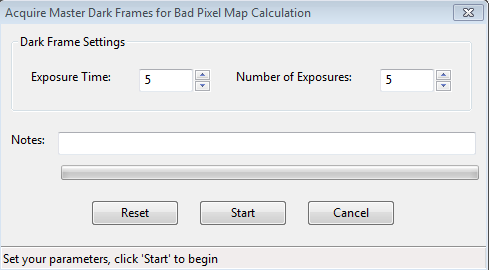 Acquire Master Dark Frames for Bad Pixel Map Calculation
Dark Frame Settings
Exposure Time: 5 Number of Exposures: 5
Notes:
Reset Start Cancel
Set your parameters, click 'Start' to begin